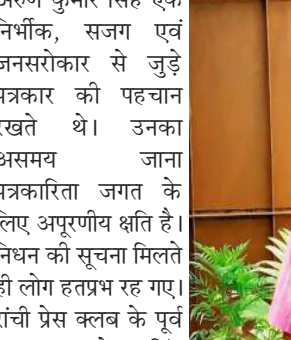 अरुण कुमार सिंह एक
निर्भीक, सजग एवं
जनसरोकार से जुड़े
पत्रकार की पहचान
रखते थे। उनका
असमय जाना
पत्रकारिता जगत के
लिए अपूरणीय क्षति है।
निधन की सूचना मिलते
ही लोग हतप्रभ रह गए।
रांची प्रेस क्लब के पूर्व